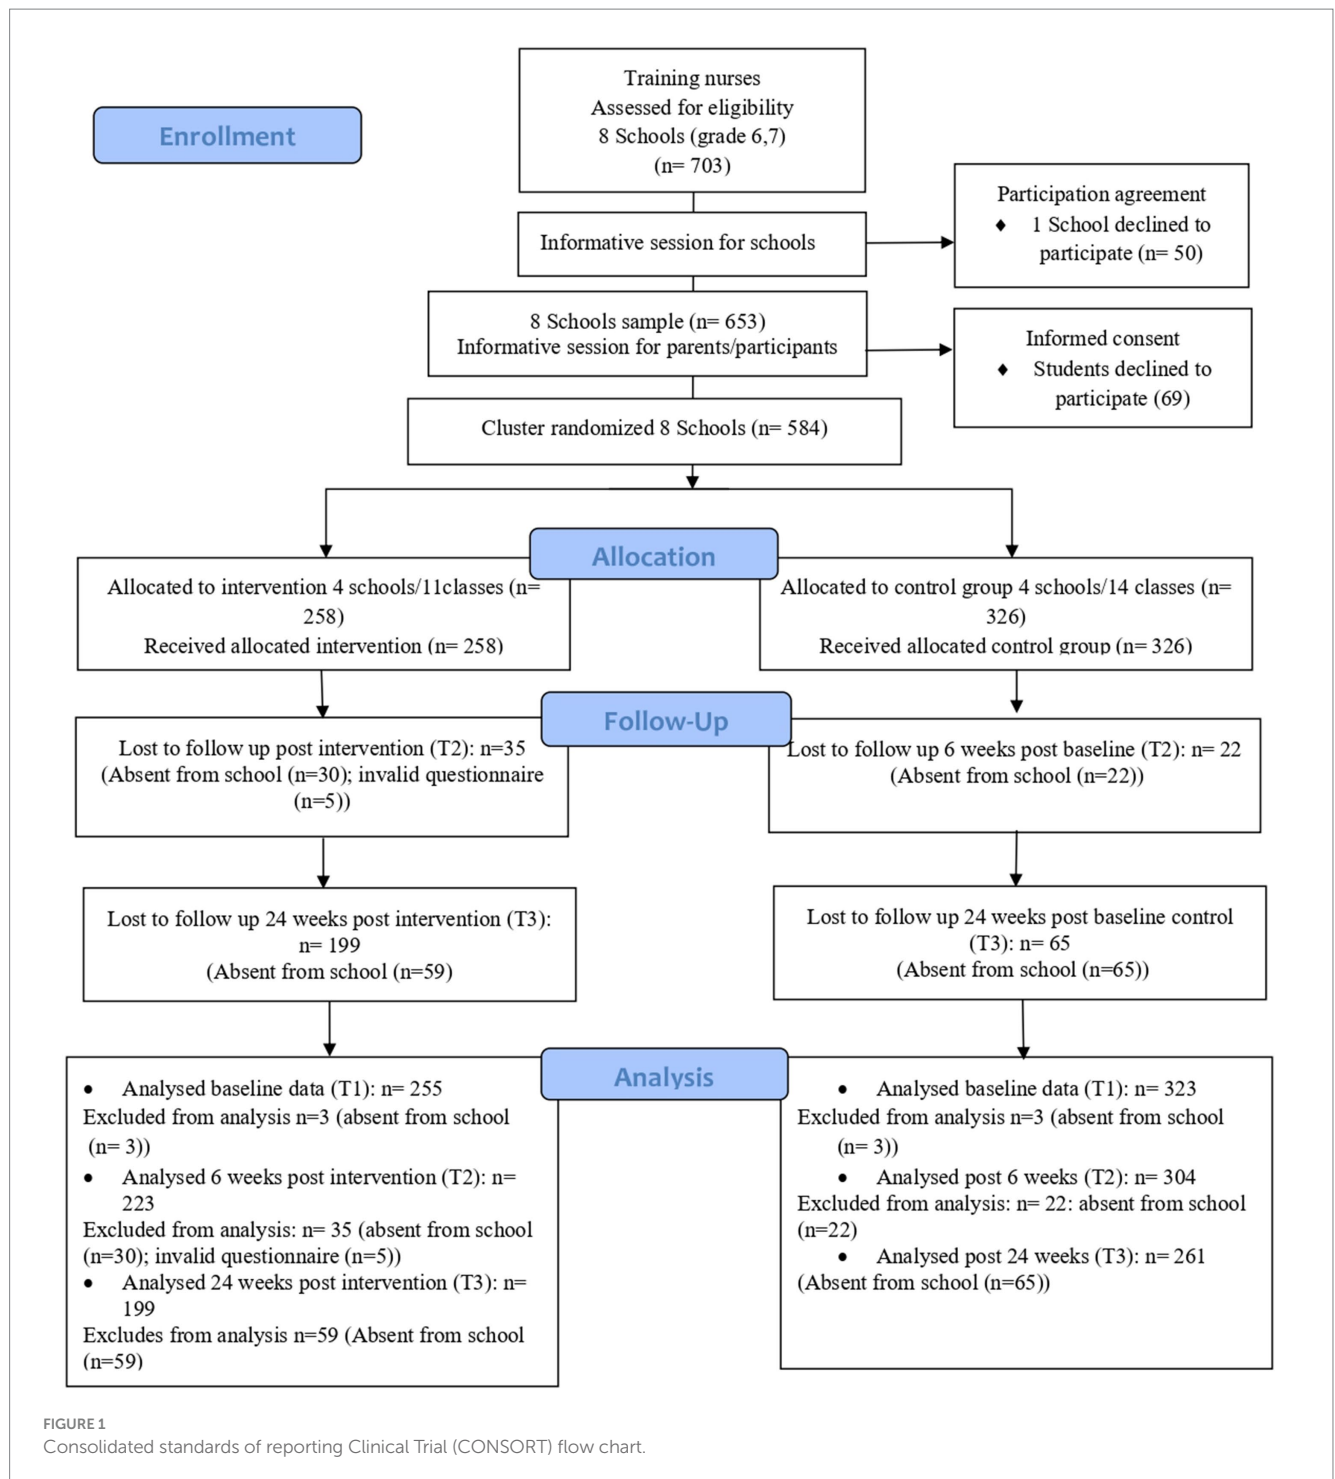 Enrollment
Training nurses
Assessed for eligibility
8 Schools (grade 6,7)
(n= 703)
Participation agreement
♦ 1 School declined to
participate (n= 50)
Informative session for schools
8 Schools sample (n= 653)
Informative session for parents/participants
Informed consent
♦ Students declined to
participate (69)
Cluster randomized 8 Schools (n= 584)
Allocation
Allocated to intervention 4 schools/11classes (n=
258)
Received allocated intervention (n= 258)
Allocated to control group 4 schools/14 classes (n=
326)
Received allocated control group (n= 326)
Follow-Up
Lost to follow up post intervention (T2): n=35
(Absent from school (n=30); invalid questionnaire
(n=5))
Lost to follow up 6 weeks post baseline (T2): n= 22
(Absent from school (n=22))
Lost to follow up 24 weeks post intervention (T3):
n= 199
(Absent from school (n=59)
Lost to follow up 24 weeks post baseline control
(T3): n= 65
(Absent from school (n=65))
Analysis
• Analysed baseline data (T1): n= 255
Excluded from analysis n=3 (absent from school
(n= 3))
• Analysed 6 weeks post intervention (T2): n=
223
Excluded from analysis: n= 35 (absent from school
(n=30); invalid questionnaire (n=5))
• Analysed 24 weeks post intervention (T3): n=
199
Excludes from analysis n=59 (Absent from school
(n=59)
• Analysed baseline data (T1): n= 323
Excluded from analysis n=3 (absent from school
(n= 3))
• Analysed post 6 weeks (T2): n= 304
Excluded from analysis: n= 22: absent from school
(n=22)
• Analysed post 24 weeks (T3): n= 261
(Absent from school (n=65))
FIGURE 1
Consolidated standards of reporting Clinical Trial (CONSORT) flow chart.